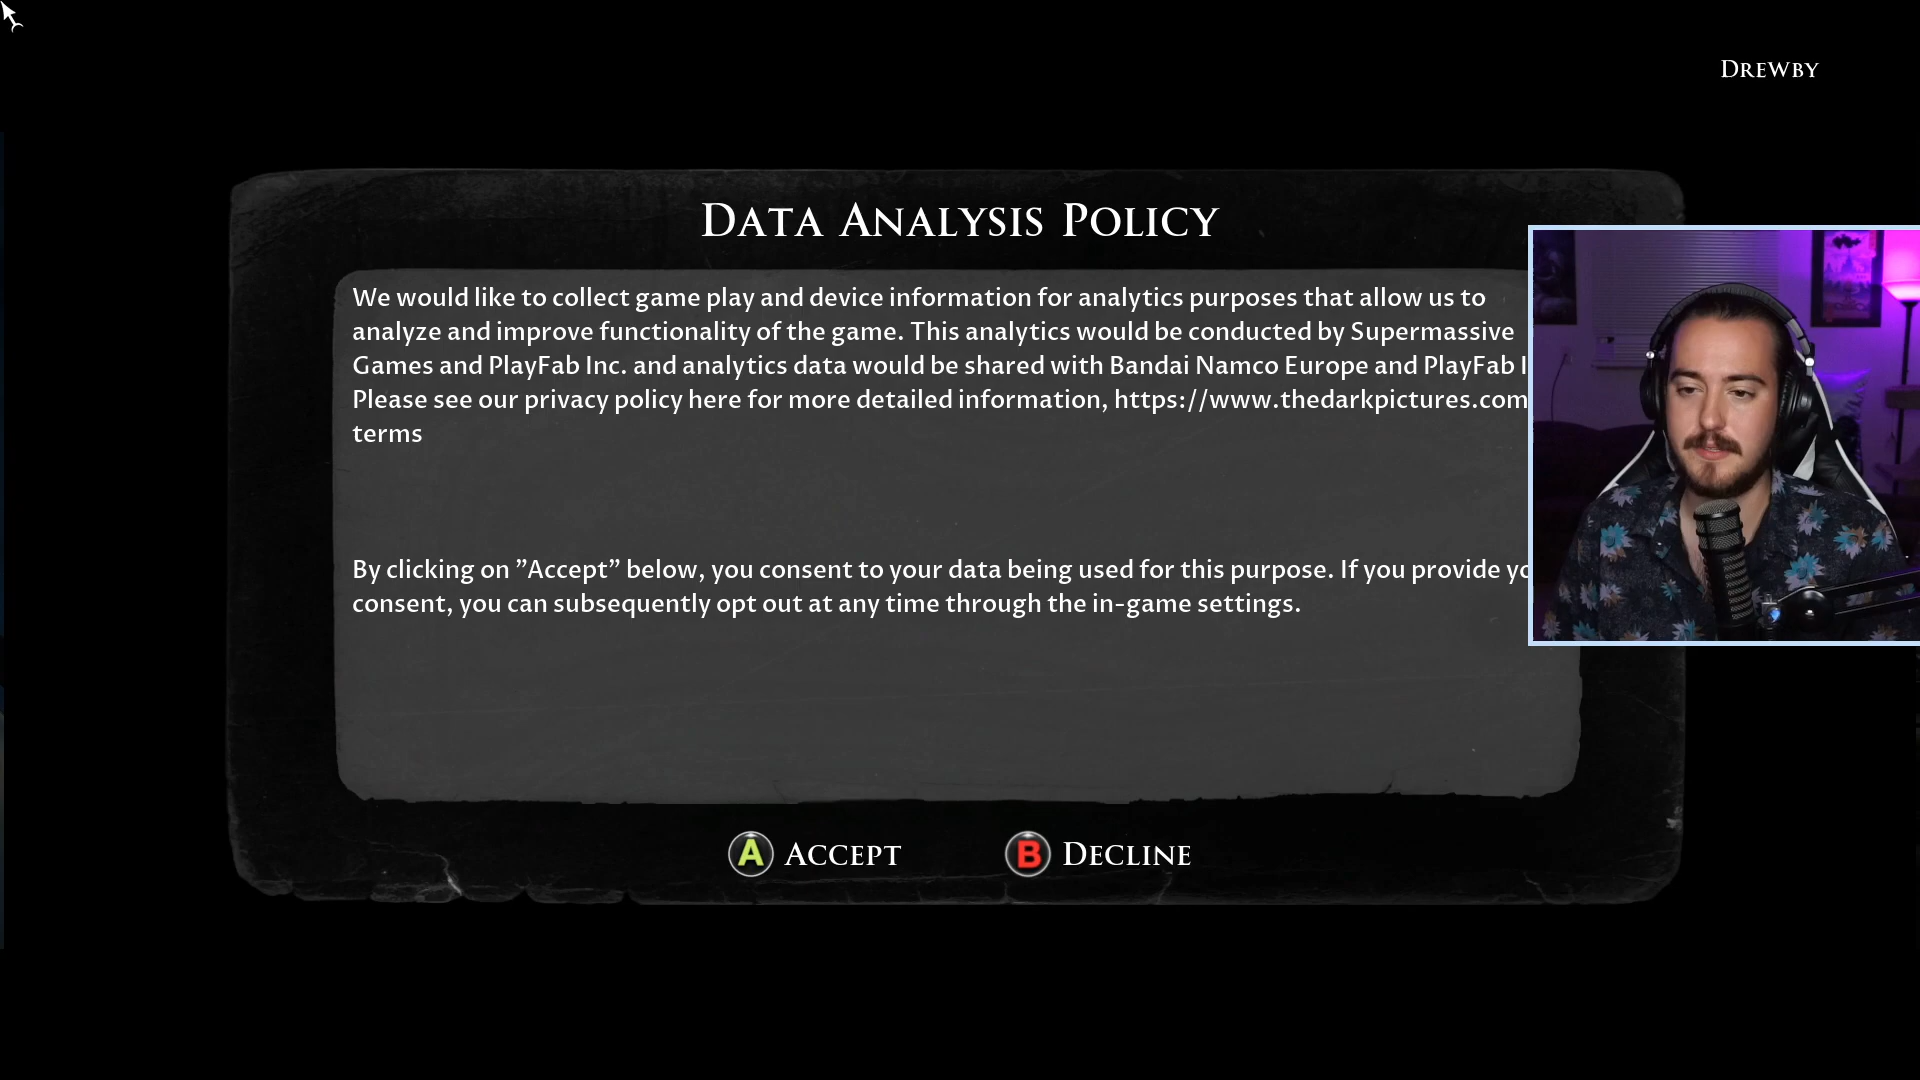 DREWBY
DATA ANALYSIS POLICY
We would like to collect game play and device information for analytics purposes that allow us to
analyze and improve functionality of the game. This analytics would be conducted by Supermassive
Games and PlayFab Inc. and analytics data would be shared with Bandai Namco Europe and PlayFab
Please see our privacy policy here for more detailed information, https://www.thedarkpictures.com
terms
By clicking on ”Accept” below, you consent to your data being used for this purpose. If you provide
consent, you can subsequently opt out at any time through the in-game settings.
A ACCEPT
B DECLINE